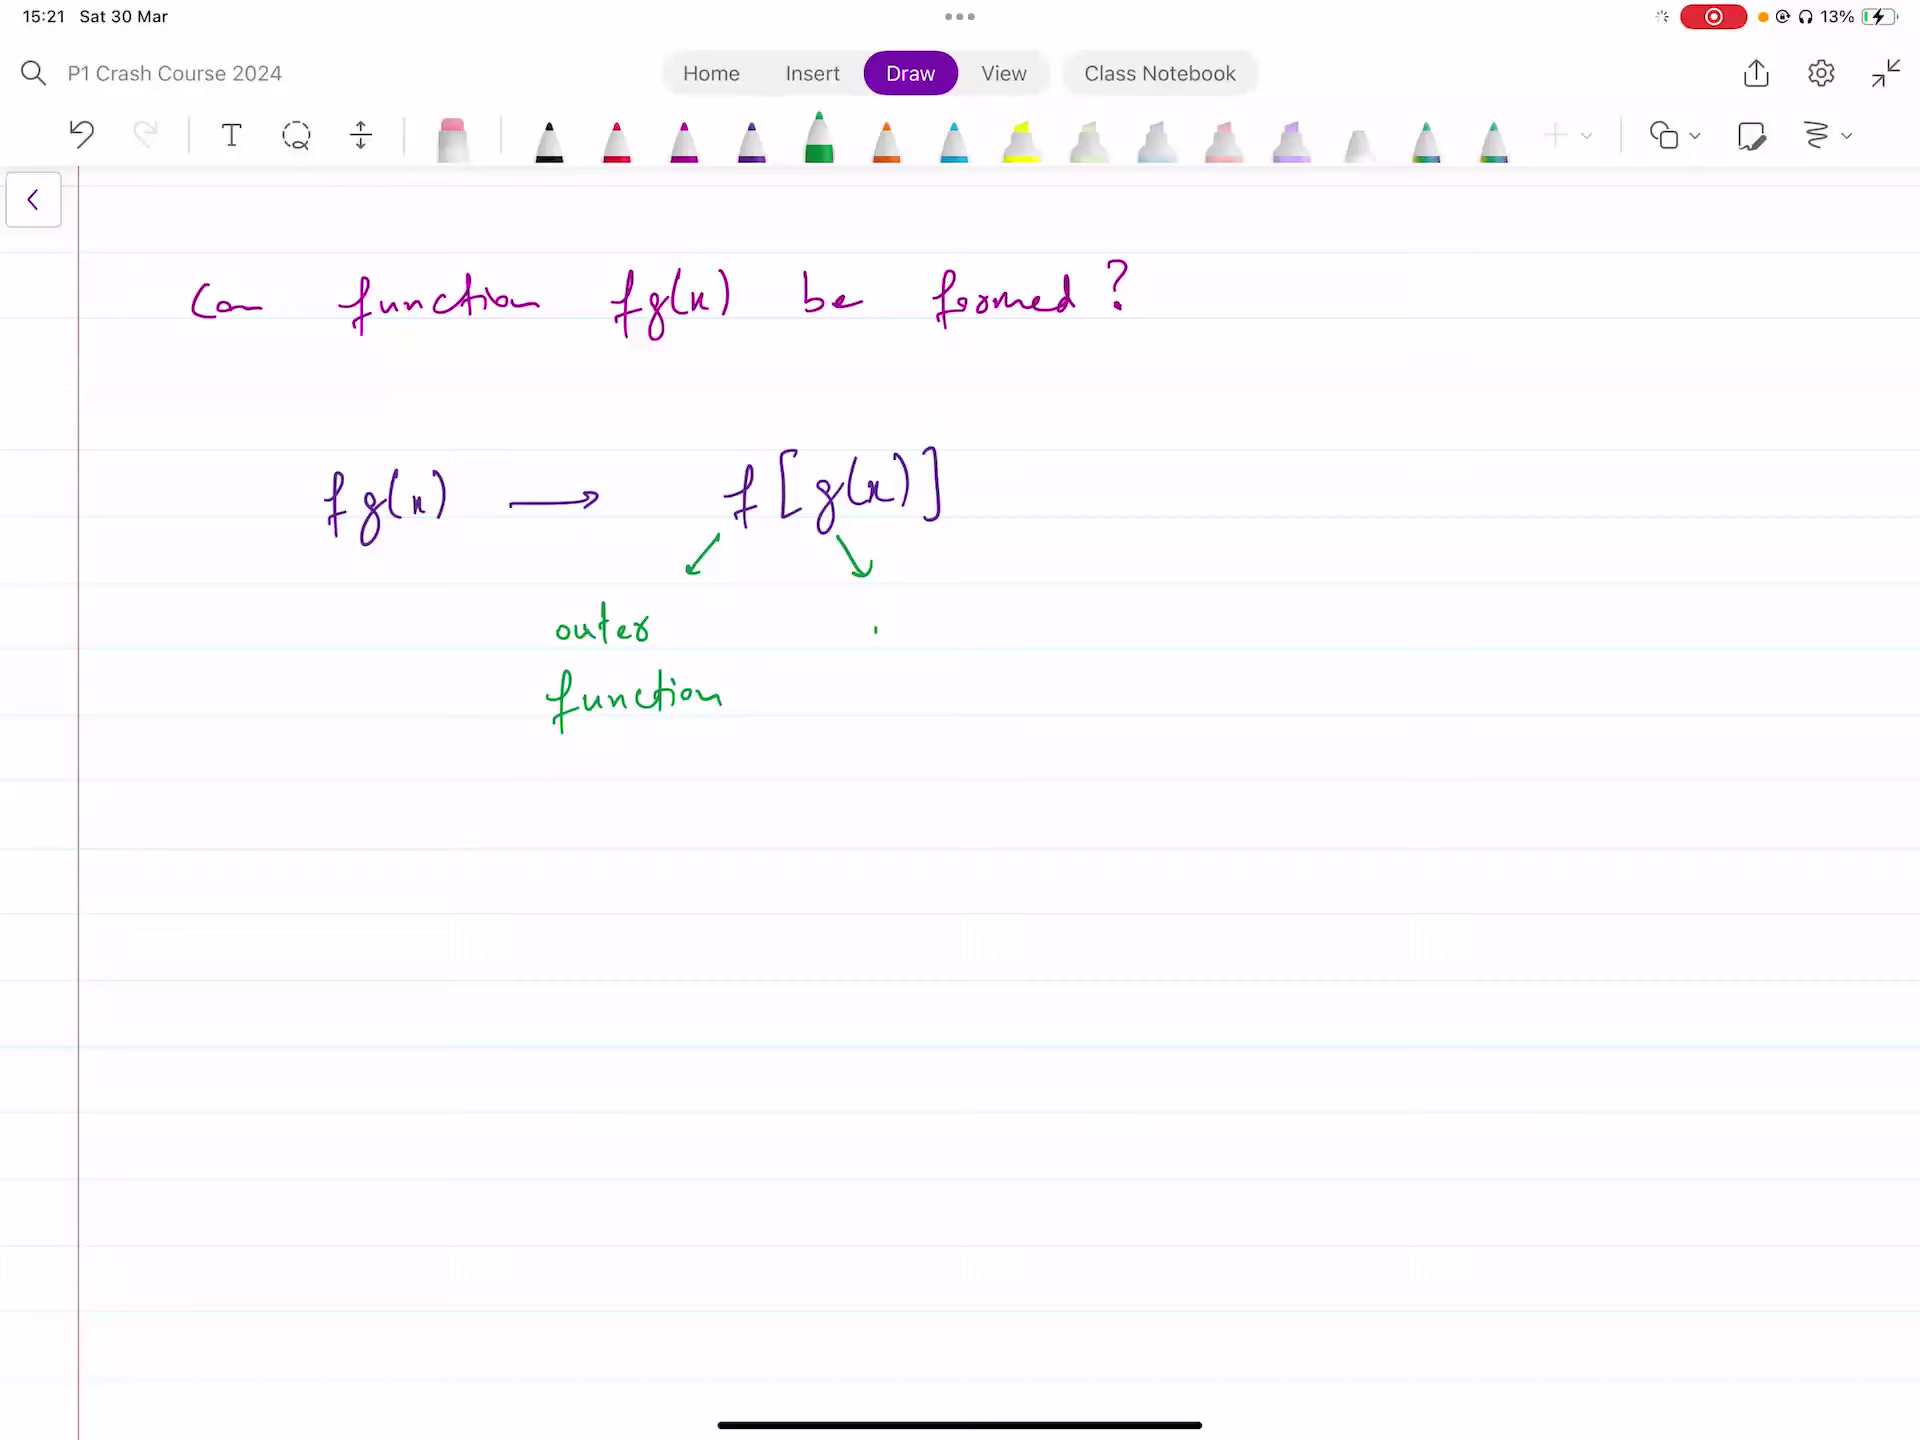 15:21 Sat 30 Mar 13%
P1 Crash Course 2024 Home Insert Draw View Class Notebook
T
Can function fg(x) be formed?
fg(x) → f[g(x)]
outer
function